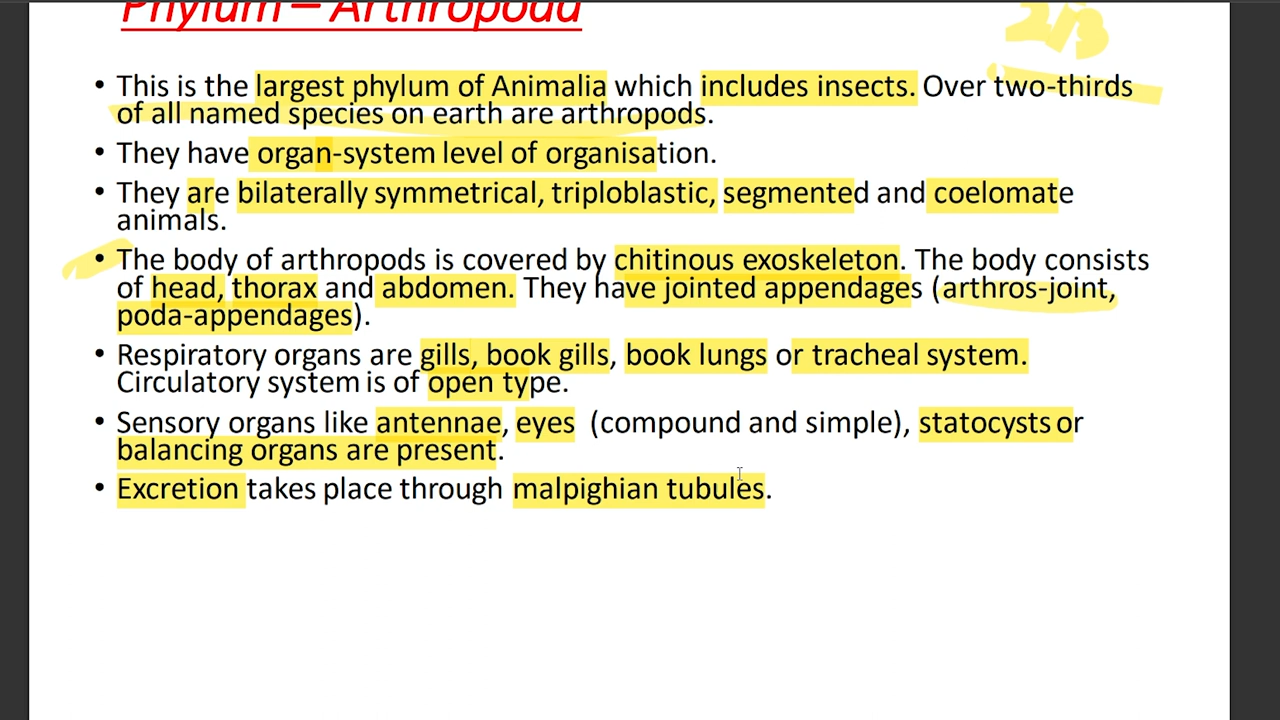 Phylum – Arthropoda
2/3
• This is the largest phylum of Animalia which includes insects. Over two-thirds
of all named species on earth are arthropods.
• They have organ-system level of organisation.
• They are bilaterally symmetrical, triploblastic, segmented and coelomate
animals.
• The body of arthropods is covered by chitinous exoskeleton. The body consists
of head, thorax and abdomen. They have jointed appendages (arthros-joint,
poda-appendages).
• Respiratory organs are gills, book gills, book lungs or tracheal system.
Circulatory system is of open type.
• Sensory organs like antennae, eyes (compound and simple), statocysts or
balancing organs are present.
• Excretion takes place through malpighian tubules.